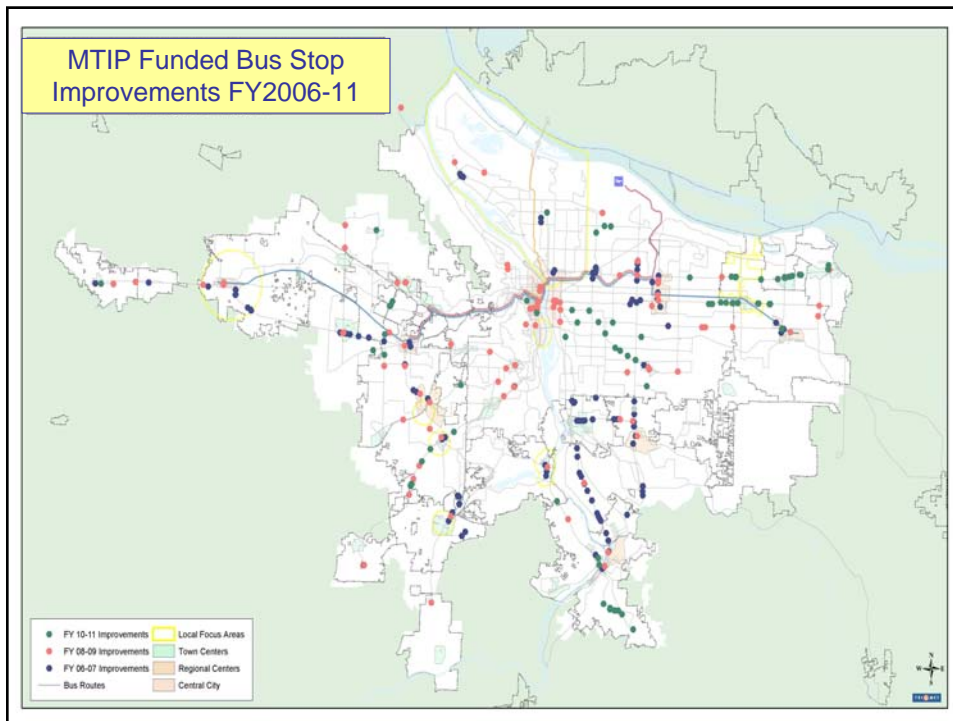 MTIP Funded Bus Stop
Improvements FY2006-11
FY 10-11 Improvements
FY 08-09 Improvements
FY 06-07 Improvements
Bus Routes
Local Focus Areas
Town Centers
Regional Centers
Central City
N
W
E
S